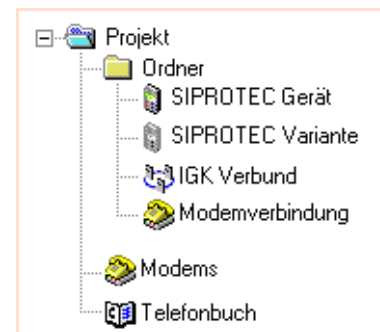 Projekt
Ordner
SIPROTEC Gerät
SIPROTEC Variante
IGK Verbund
Modemverbindung
Modems
Telefonbuch